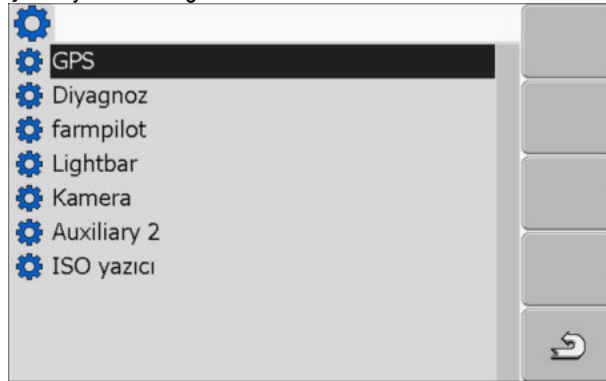 GPS
Diyagnoz
farmpilot
Lightbar
Kamera
Auxiliary 2
ISO yazıcı